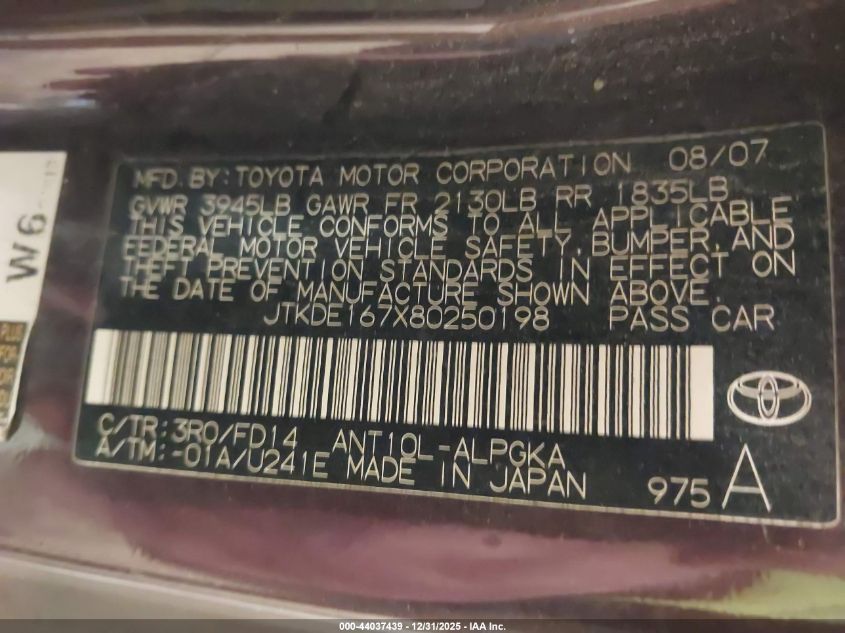 MFD. BY: TOYOTA MOTOR CORPORATION 08/07
GVWR 3945LB GAWR FR 2130LB RR 1835LB
THIS VEHICLE CONFORMS TO ALL APPLICABLE
FEDERAL MOTOR VEHICLE SAFETY, BUMPER, AND
THEFT PREVENTION STANDARDS IN EFFECT ON
THE DATE OF MANUFACTURE SHOWN ABOVE.
JTKDE167X80250198 PASS CAR
C/TR: 3R0/FD14 ANT10L-ALPGKA
A/TM: -01A/U241E MADE IN JAPAN
975 A
W6
PLUS
FOR
000-44037439 - 12/31/2025 - IAA Inc.